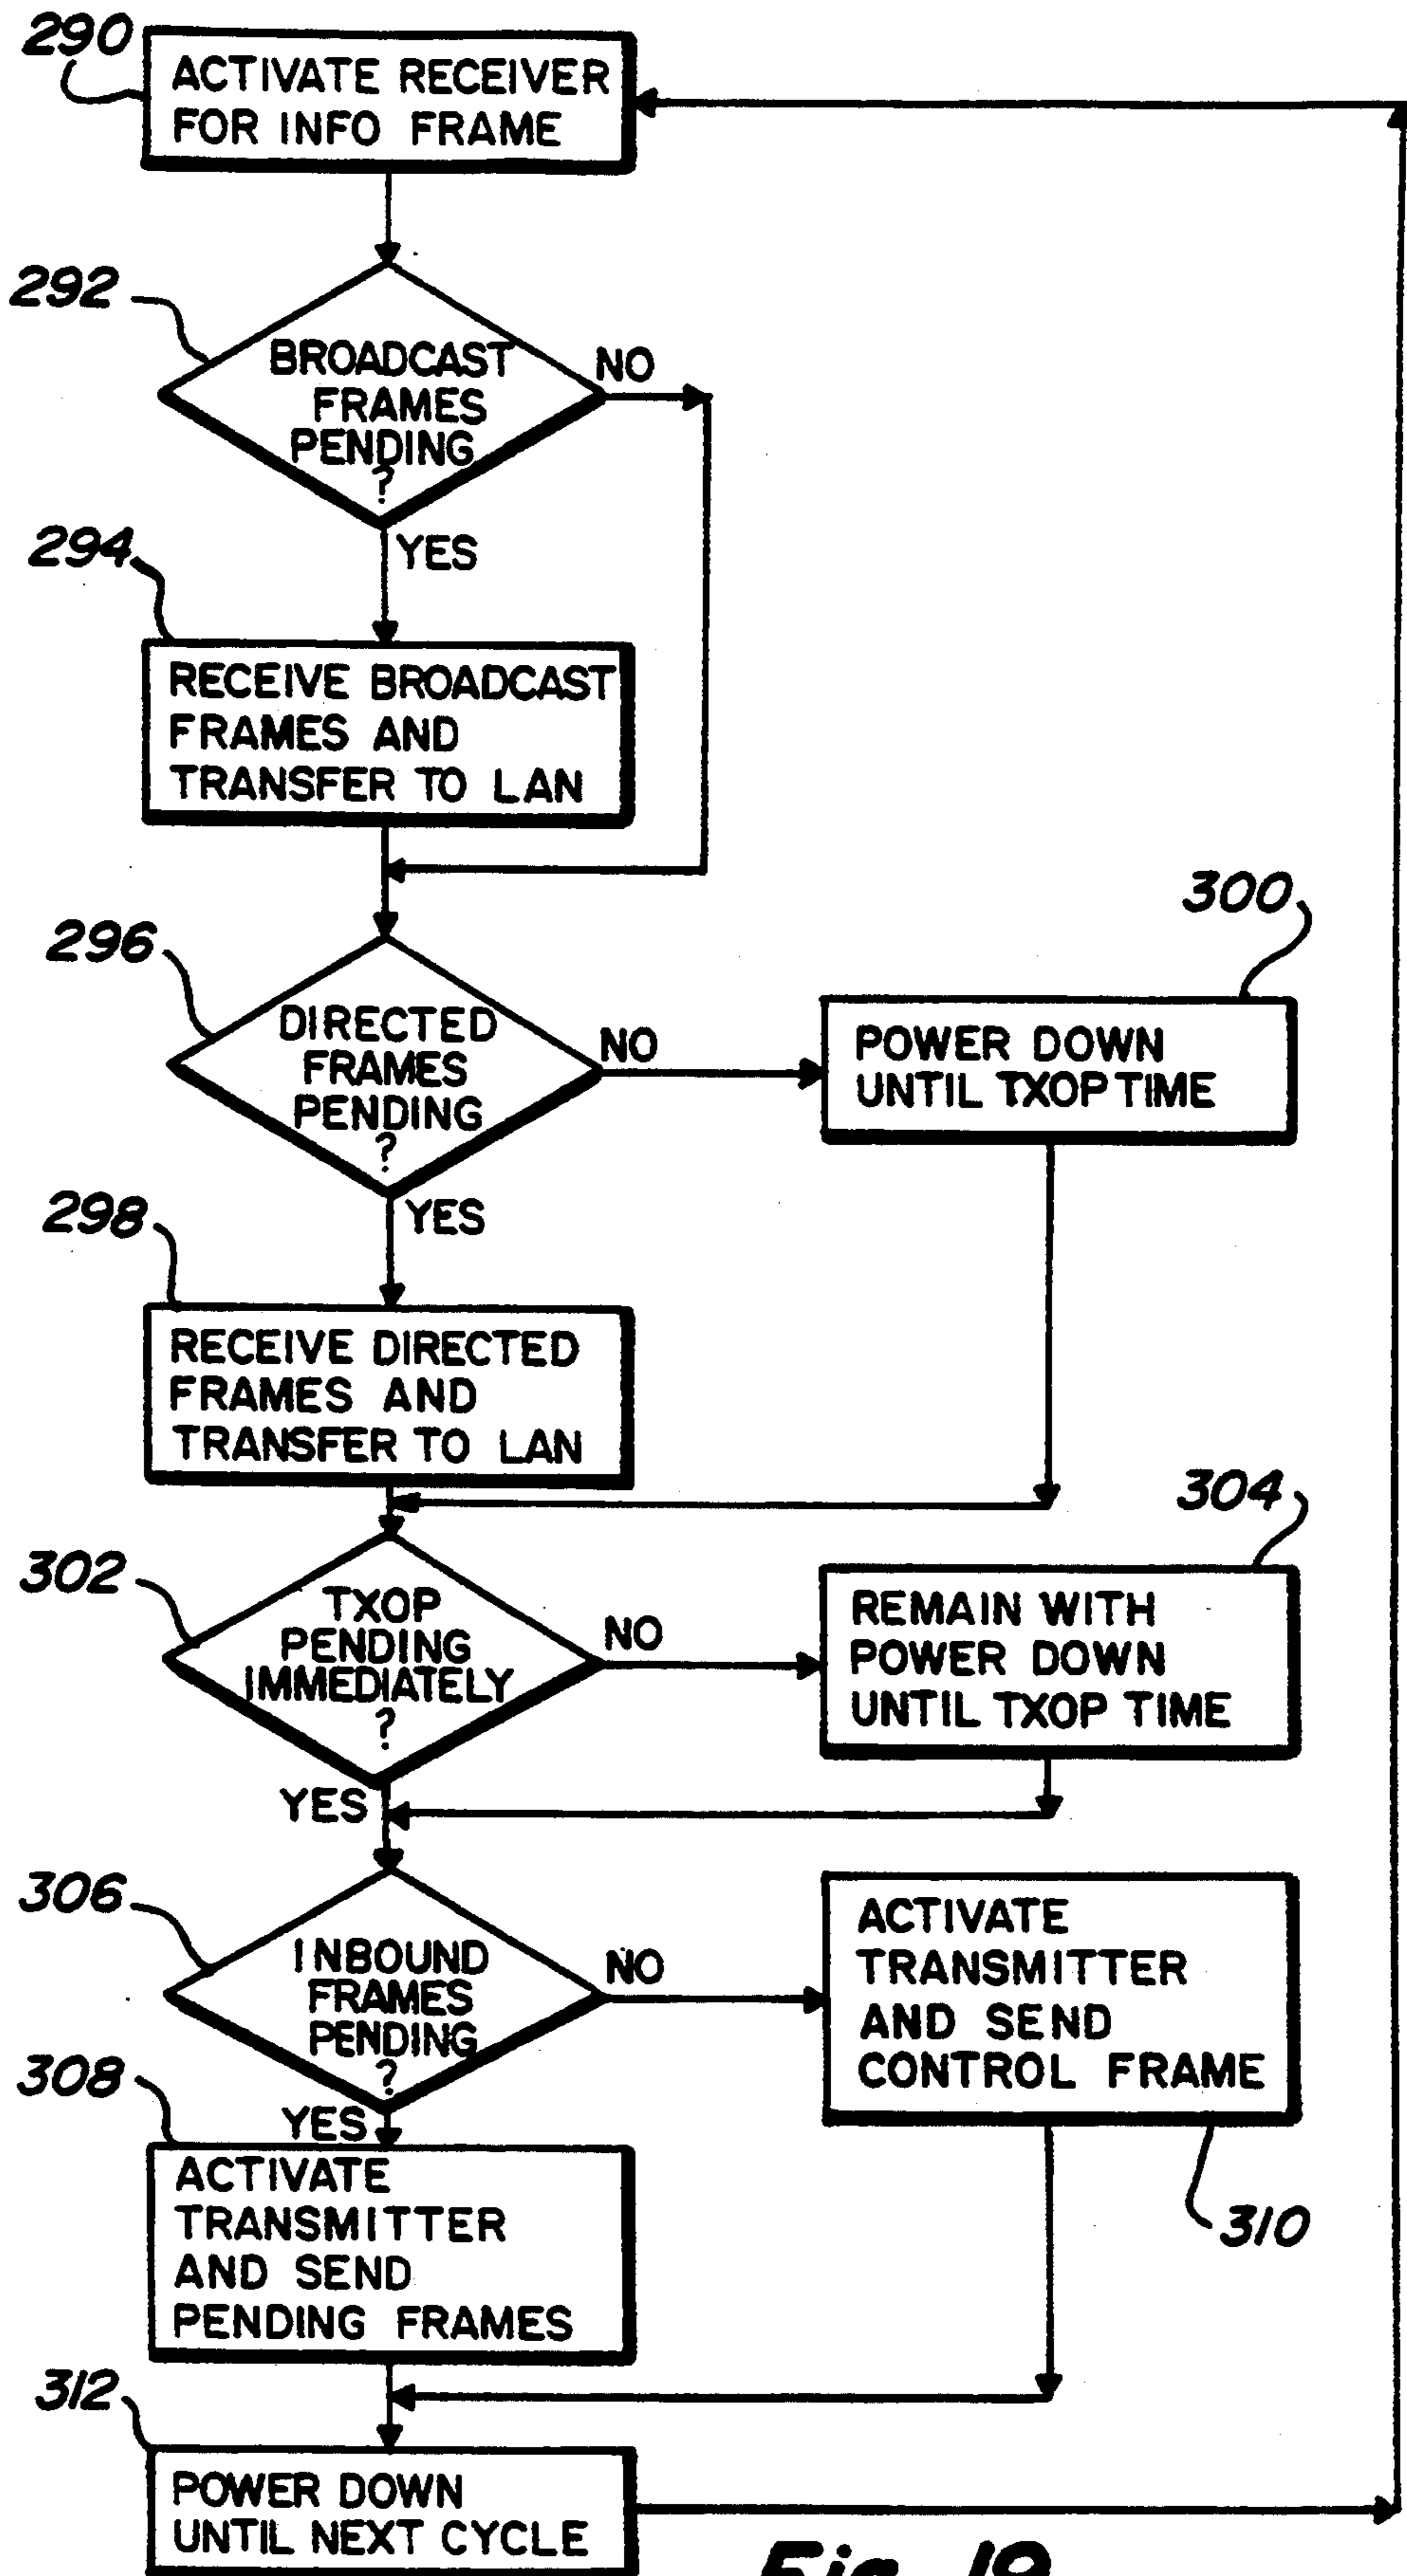 290
ACTIVATE RECEIVER
FOR INFO FRAME
292
BROADCAST
FRAMES
PENDING
?
NO
YES
294
RECEIVE BROADCAST
FRAMES AND
TRANSFER TO LAN
296
DIRECTED
FRAMES
PENDING
?
NO
YES
300
POWER DOWN
UNTIL TXOP TIME
298
RECEIVE DIRECTED
FRAMES AND
TRANSFER TO LAN
302
TXOP
PENDING
IMMEDIATELY
?
NO
YES
304
REMAIN WITH
POWER DOWN
UNTIL TXOP TIME
306
INBOUND
FRAMES
PENDING
?
NO
YES
310
ACTIVATE
TRANSMITTER
AND SEND
CONTROL FRAME
308
ACTIVATE
TRANSMITTER
AND SEND
PENDING FRAMES
312
POWER DOWN
UNTIL NEXT CYCLE
Fig. 19